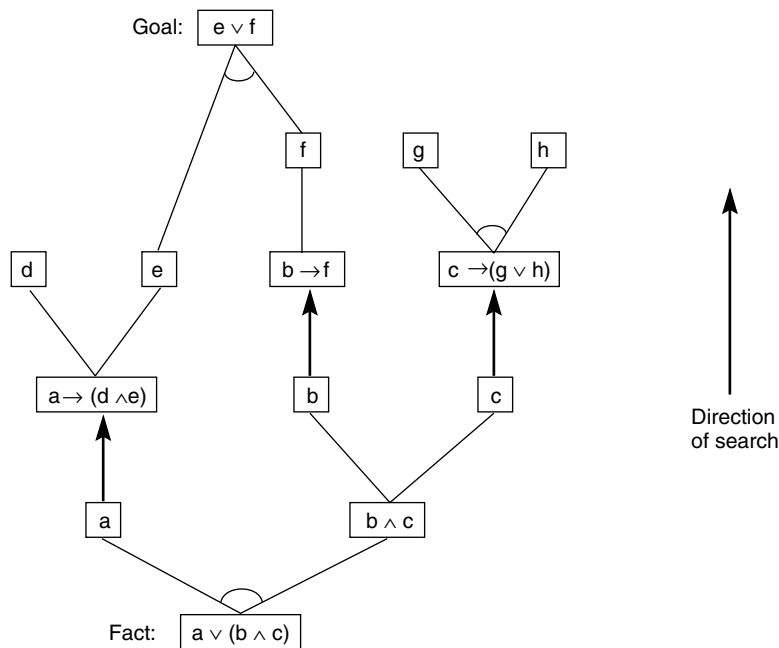 Goal: e ∨ f
f
g
h
d
e
b → f
c → (g ∨ h)
a → (d ∧ e)
b
c
Direction
of search
a
b ∧ c
Fact: a ∨ (b ∧ c)